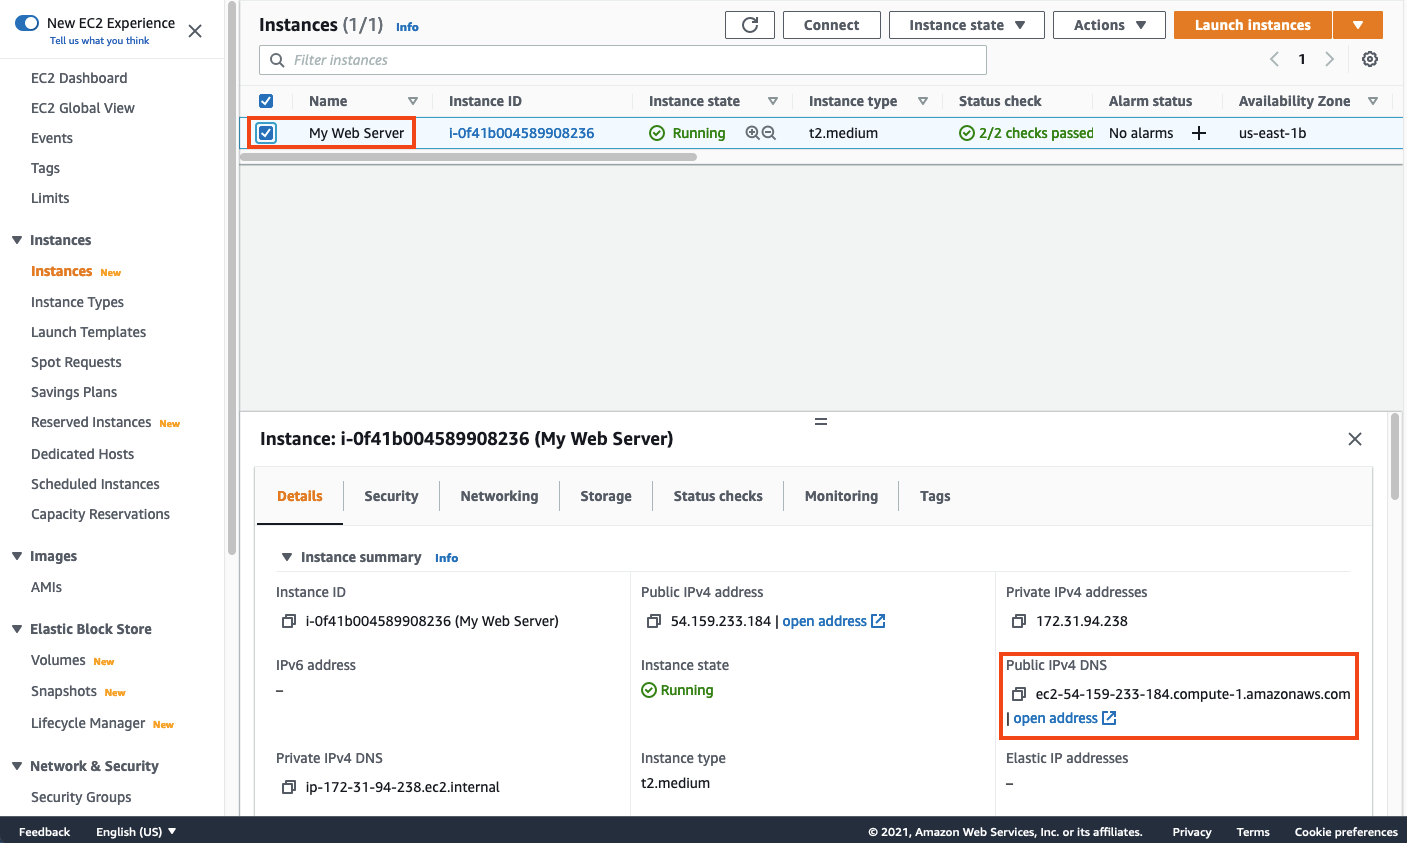 New EC2 Experience
Tell us what you think
EC2 Dashboard
EC2 Global View
Events
Tags
Limits
Instances
Instances New
Instance Types
Launch Templates
Spot Requests
Savings Plans
Reserved Instances New
Dedicated Hosts
Scheduled Instances
Capacity Reservations
Images
AMIs
Elastic Block Store
Volumes New
Snapshots New
Lifecycle Manager New
Network & Security
Security Groups
Instances (1/1) Info
Connect
Instance state
Actions
Launch instances
Filter instances
1
Name Instance ID Instance state Instance type Status check Alarm status Availability Zone
My Web Server i-0f41b004589908236 Running t2.medium 2/2 checks passed No alarms + us-east-1b
Instance: i-0f41b004589908236 (My Web Server)
Details Security Networking Storage Status checks Monitoring Tags
Instance summary Info
Instance ID
i-0f41b004589908236 (My Web Server)
Public IPv4 address
54.159.233.184 | open address
Private IPv4 addresses
172.31.94.238
IPv6 address
–
Instance state
Running
Public IPv4 DNS
ec2-54-159-233-184.compute-1.amazonaws.com
| open address
Private IPv4 DNS
ip-172-31-94-238.ec2.internal
Instance type
t2.medium
Elastic IP addresses
–
Feedback English (US) © 2021, Amazon Web Services, Inc. or its affiliates. Privacy Terms Cookie preferences